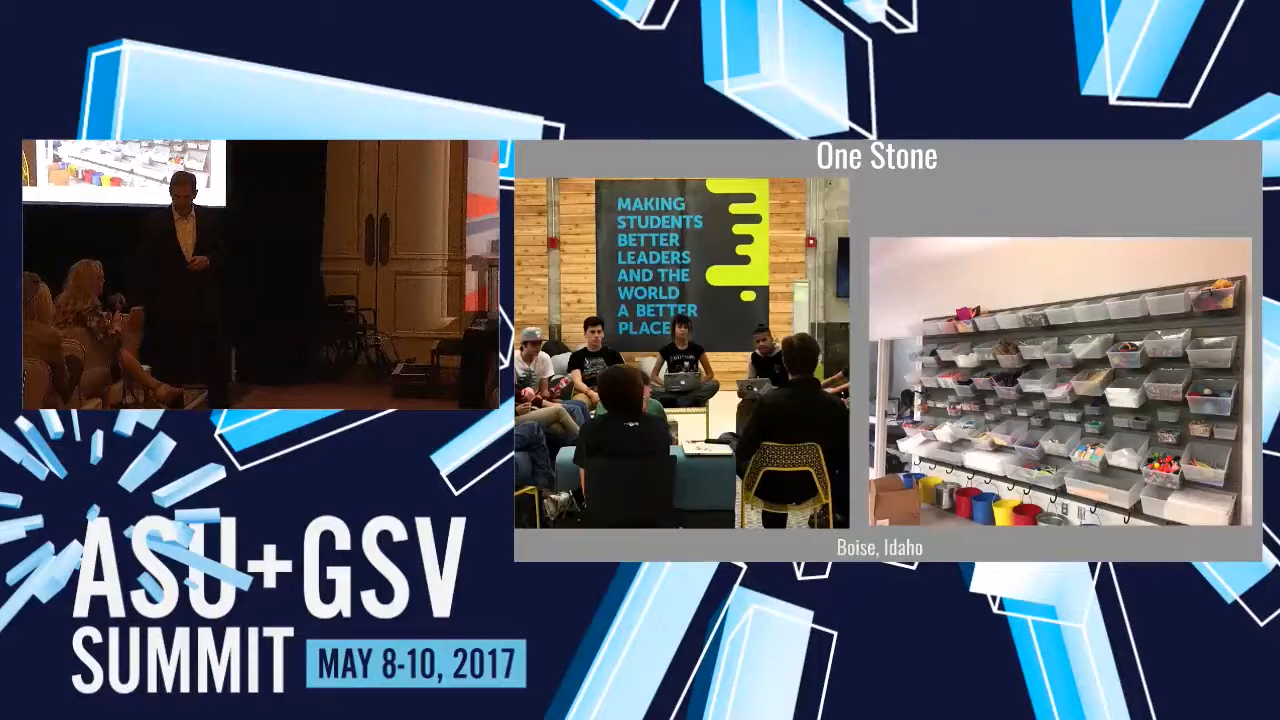 One Stone
MAKING
STUDENTS
BETTER
LEADERS
AND THE
WORLD
A BETTER
PLACE
Boise, Idaho
ASU+GSV
SUMMIT
MAY 8-10, 2017